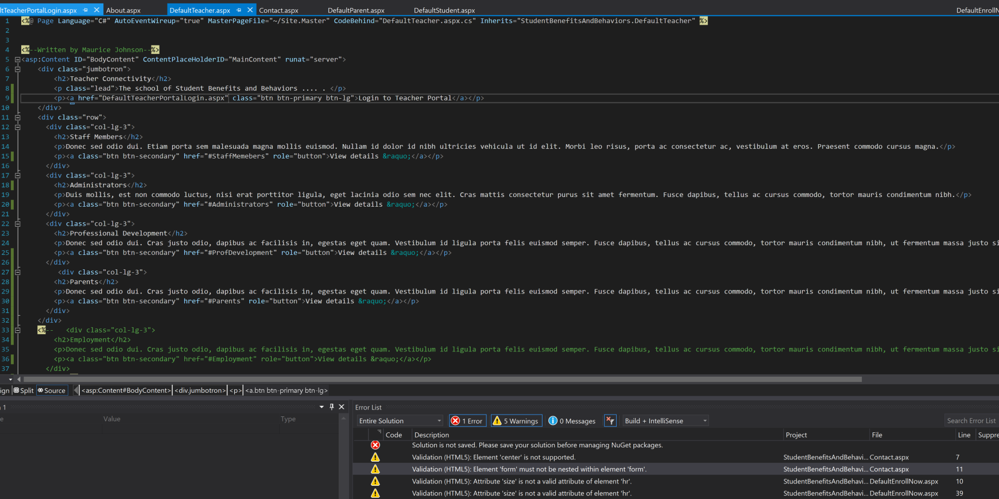 ltTeacherPortalLogin.aspx About.aspx DefaultTeacher.aspx Contact.aspx DefaultParent.aspx DefaultStudent.aspx DefaultEnrollN
1 <%@ Page Language="C#" AutoEventWireup="true" MasterPageFile="~/Site.Master" CodeBehind="DefaultTeacher.aspx.cs" Inherits="StudentBenefitsAndBehaviors.DefaultTeacher" %>
2
3
4 <%--Written by Maurice Johnson--%>
5 <asp:Content ID="BodyContent" ContentPlaceHolderID="MainContent" runat="server">
6 <div class="jumbotron">
7 <h2>Teacher Connectivity</h2>
8 <p class="lead">The school of Student Benefits and Behaviors .... . </p>
9 <p><a href="DefaultTeacherPortalLogin.aspx" class="btn btn-primary btn-lg">Login to Teacher Portal</a></p>
10 </div>
11 <div class="row">
12 <div class="col-lg-3">
13 <h2>Staff Members</h2>
14 <p>Donec sed odio dui. Etiam porta sem malesuada magna mollis euismod. Nullam id dolor id nibh ultricies vehicula ut id elit. Morbi leo risus, porta ac consectetur ac, vestibulum at eros. Praesent commodo cursus magna.</p>
15 <p><a class="btn btn-secondary" href="#StaffMemebers" role="button">View details &raquo;</a></p>
16 </div>
17 <div class="col-lg-3">
18 <h2>Administrators</h2>
19 <p>Duis mollis, est non commodo luctus, nisi erat porttitor ligula, eget lacinia odio sem nec elit. Cras mattis consectetur purus sit amet fermentum. Fusce dapibus, tellus ac cursus commodo, tortor mauris condimentum nibh.</p>
20 <p><a class="btn btn-secondary" href="#Administrators" role="button">View details &raquo;</a></p>
21 </div>
22 <div class="col-lg-3">
23 <h2>Professional Development</h2>
24 <p>Donec sed odio dui. Cras justo odio, dapibus ac facilisis in, egestas eget quam. Vestibulum id ligula porta felis euismod semper. Fusce dapibus, tellus ac cursus commodo, tortor mauris condimentum nibh, ut fermentum massa justo si
25 <p><a class="btn btn-secondary" href="#ProfDevelopment" role="button">View details &raquo;</a></p>
26 </div>
27 <div class="col-lg-3">
28 <h2>Parents</h2>
29 <p>Donec sed odio dui. Cras justo odio, dapibus ac facilisis in, egestas eget quam. Vestibulum id ligula porta felis euismod semper. Fusce dapibus, tellus ac cursus commodo, tortor mauris condimentum nibh, ut fermentum massa justo si
30 <p><a class="btn btn-secondary" href="#Parents" role="button">View details &raquo;</a></p>
31 </div>
32 </div>
33 <%-- <div class="col-lg-3">
34 <h2>Employment</h2>
35 <p>Donec sed odio dui. Cras justo odio, dapibus ac facilisis in, egestas eget quam. Vestibulum id ligula porta felis euismod semper. Fusce dapibus, tellus ac cursus commodo, tortor mauris condimentum nibh, ut fermentum massa justo si
36 <p><a class="btn btn-secondary" href="#Employment" role="button">View details &raquo;</a></p>
37 </div>
ign Split Source <asp:Content#BodyContent> <div.jumbotron> <p> <a.btn btn-primary btn-lg>
1
e Value Type
Error List
Entire Solution 1 Error 5 Warnings 0 Messages Build + IntelliSense Search Error List
Code Description Project File Line Suppre
Solution is not saved. Please save your solution before managing NuGet packages.
Validation (HTML5): Element 'center' is not supported. StudentBenefitsAndBehavi... Contact.aspx 7
Validation (HTML5): Element 'form' must not be nested within element 'form'. StudentBenefitsAndBehavi... Contact.aspx 11
Validation (HTML5): Attribute 'size' is not a valid attribute of element 'hr'. StudentBenefitsAndBehavi... DefaultEnrollNow.aspx 10
Validation (HTML5): Attribute 'size' is not a valid attribute of element 'hr'. StudentBenefitsAndBehavi... DefaultEnrollNow.aspx 39